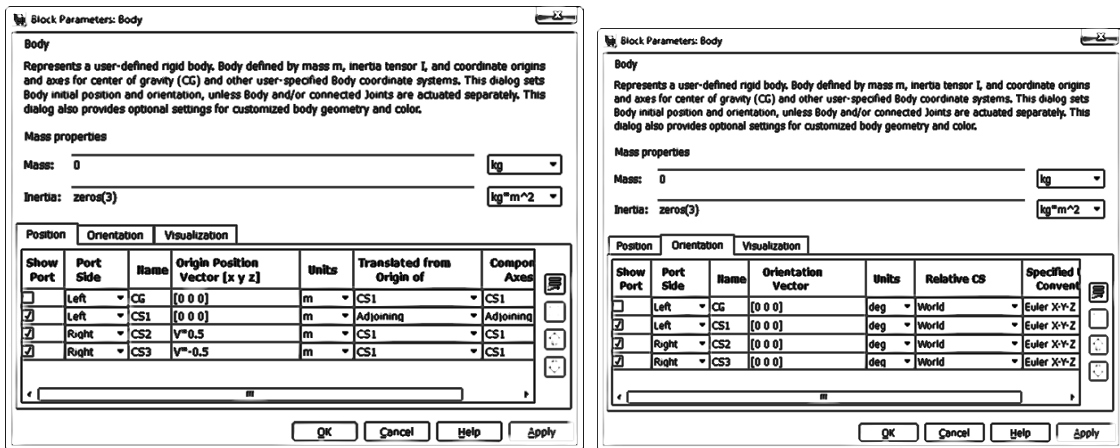 Block Parameters: Body
Body
Represents a user-defined rigid body. Body defined by mass m, inertia tensor I, and coordinate origins
and axes for center of gravity (CG) and other user-specified Body coordinate systems. This dialog sets
Body initial position and orientation, unless Body and/or connected Joints are actuated separately. This
dialog also provides optional settings for customized body geometry and color.
Mass properties
Mass: 0 kg
Inertia: zeros(3) kg*m^2
Position Orientation Visualization
Show Port Port Side Name Origin Position Vector [x y z] Units Translated from Origin of Compon Axes
Left CG [0 0 0] m CS1 CS1
Left CS1 [0 0 0] m Adjoining Adjoining
Right CS2 V*0.5 m CS1 CS1
Right CS3 V*-0.5 m CS1 CS1
OK Cancel Help Apply
Block Parameters: Body
Body
Represents a user-defined rigid body. Body defined by mass m, inertia tensor I, and coordinate origins
and axes for center of gravity (CG) and other user-specified Body coordinate systems. This dialog sets
Body initial position and orientation, unless Body and/or connected Joints are actuated separately. This
dialog also provides optional settings for customized body geometry and color.
Mass properties
Mass: 0 kg
Inertia: zeros(3) kg*m^2
Position Orientation Visualization
Show Port Port Side Name Orientation Vector Units Relative CS Specified Convent
Left CG [0 0 0] deg World Euler X-Y-Z
Left CS1 [0 0 0] deg World Euler X-Y-Z
Right CS2 [0 0 0] deg World Euler X-Y-Z
Right CS3 [0 0 0] deg World Euler X-Y-Z
OK Cancel Help Apply